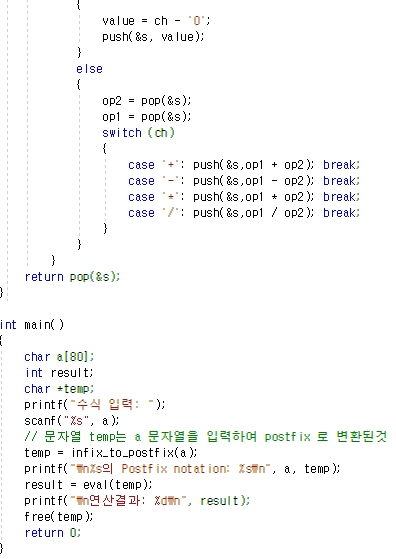 {
value = ch - '0';
push(&s, value);
}
else
{
op2 = pop(&s);
op1 = pop(&s);
switch (ch)
{
case '+': push(&s,op1 + op2); break;
case '-': push(&s,op1 - op2); break;
case '*': push(&s,op1 * op2); break;
case '/': push(&s,op1 / op2); break;
}
}
}
return pop(&s);
}
int main()
{
char a[80];
int result;
char *temp;
printf("수식 입력: ");
scanf("%s", a);
// 문자열 temp는 a 문자열을 입력하여 postfix 로 변환된것
temp = infix_to_postfix(a);
printf("₩n%s의 Postfix notation: %s₩n", a, temp);
result = eval(temp);
printf("₩n연산결과: %d₩n", result);
free(temp);
return 0;
}